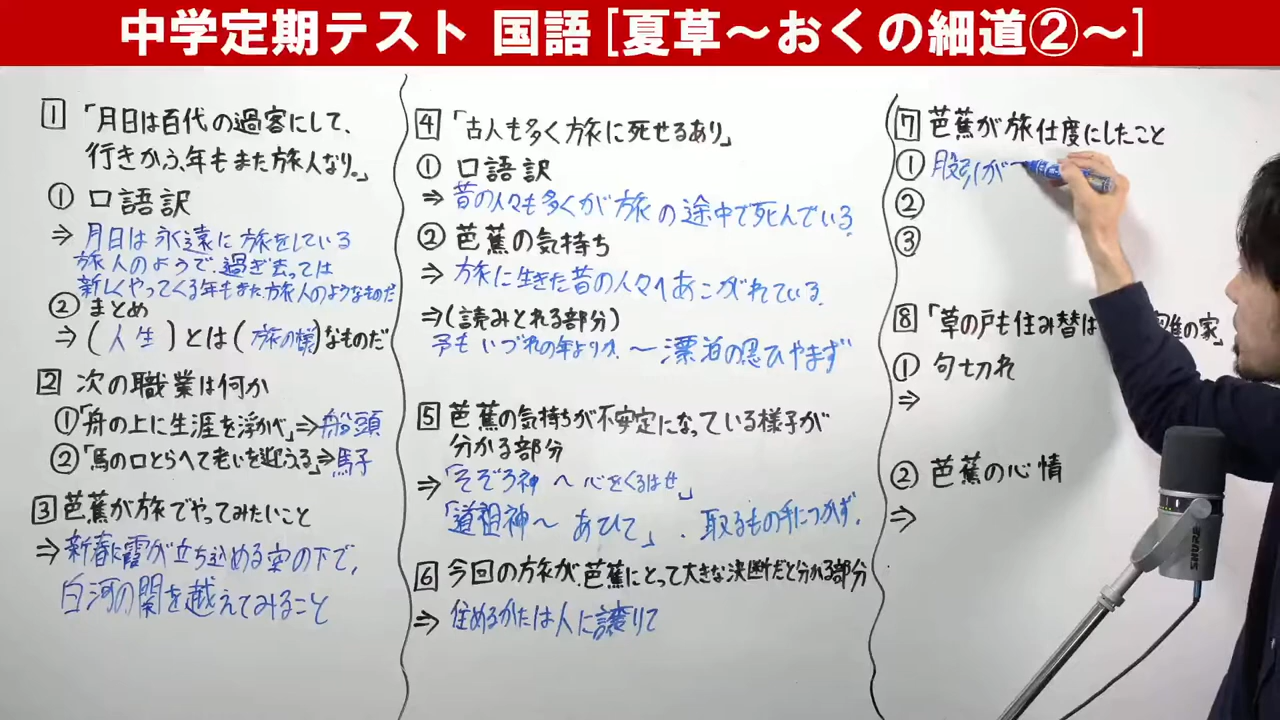 中学定期テスト 国語[夏草〜おくの細道②〜]
1 「月日は百代の過客にして、
行きかふ年もまた旅人なり。」
① 口語訳
⇒ 月日は永遠に旅をしている
旅人のようで、過ぎ去っては
新しくやってくる年もまた、旅人のようなものだ
② まとめ
⇒(人生)とは(旅の様)なものだ
2 次の職業は何か
①「舟の上に生涯を浮かべ」⇒船頭
②「馬の口とらへて老いを迎うる」⇒馬子
3 芭蕉が旅でやってみたいこと
⇒新春に霞が立ち込める空の下で、
白河の関を越えてみること
4 「古人も多く旅に死せるあり」
① 口語訳
⇒昔の人々も多くが旅の途中で死んでいる。
② 芭蕉の気持ち
⇒旅に生きた昔の人々へあこがれている。
⇒(読みとれる部分)
予もいづれの年よりか、〜漂泊の思ひやまず
5 芭蕉の気持ちが不安定になっている様子が
分かる部分
⇒「そぞろ神〜心をくるはせ」
「道祖神〜あひて」、取るもの手につかず。
6 今回の旅が、芭蕉にとって大きな決断だと分かる部分
⇒住めるかたは人に譲りて
7 芭蕉が旅仕度にしたこと
① 股引が〜
②
③
8 「草の戸も住み替は 雛の家」
① 句切れ
⇒
② 芭蕉の心情
⇒
SHURE